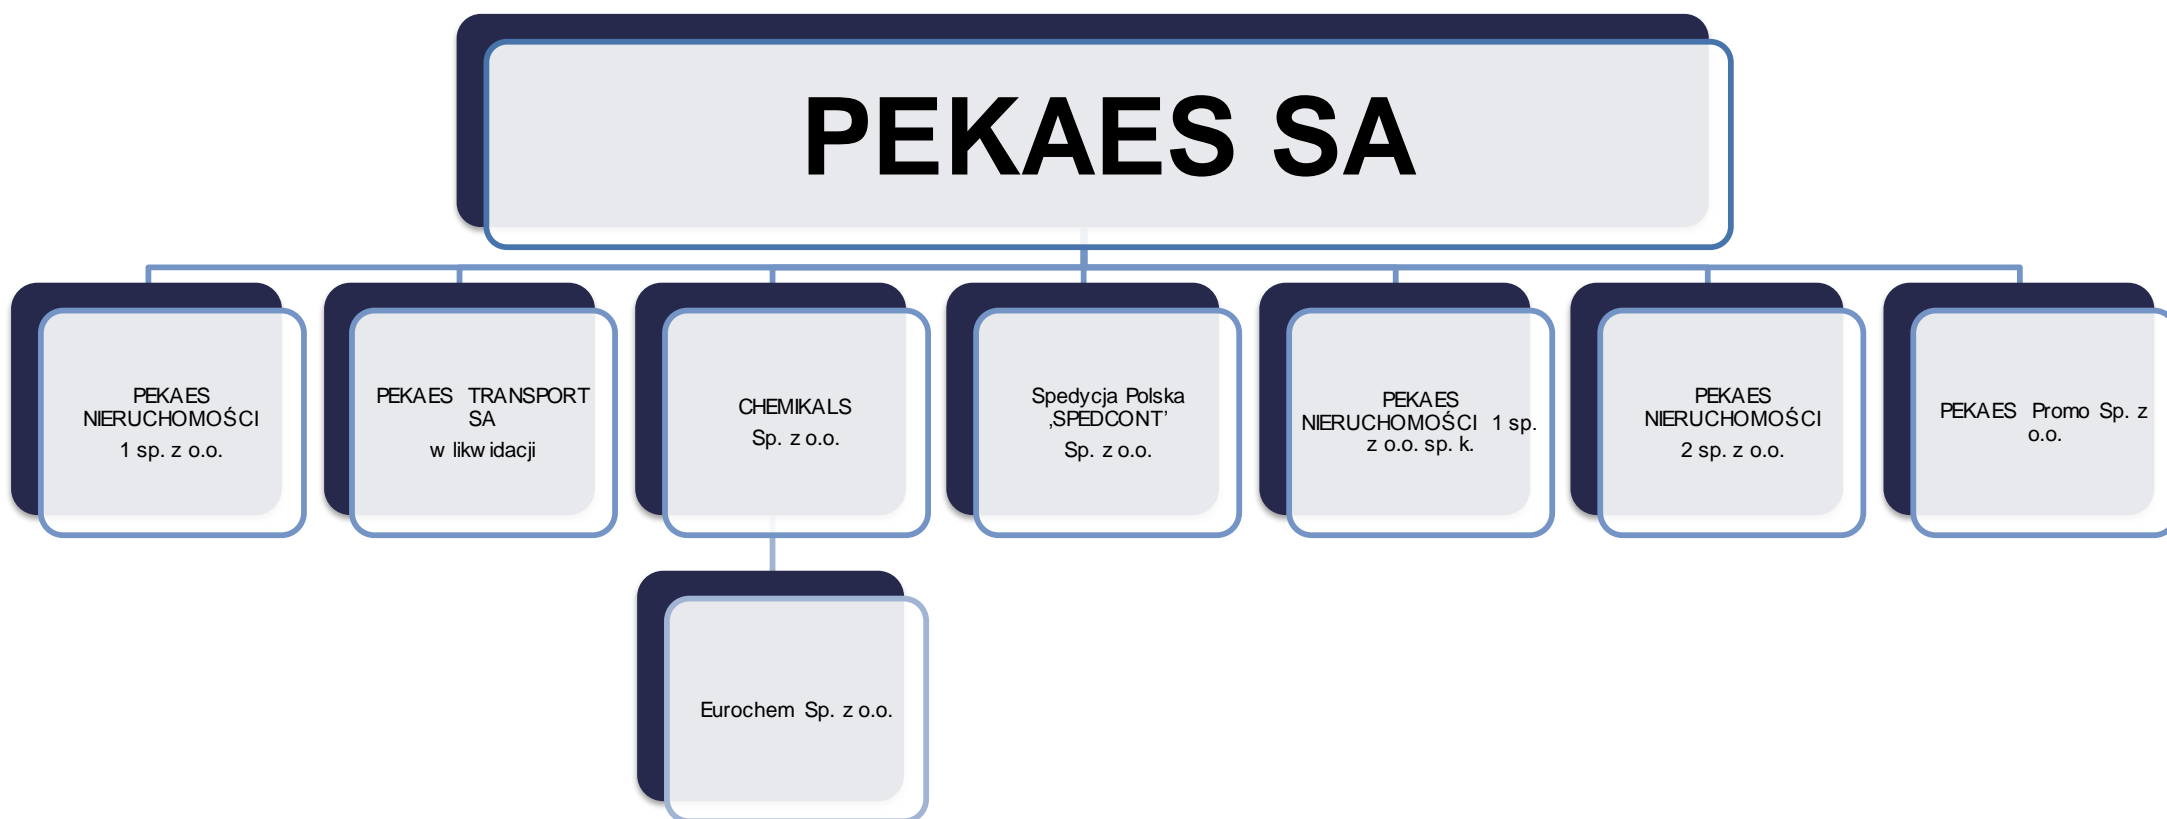 PEKAES SA
PEKAES
NIERUCHOMOŚCI
1 sp. z o.o.
PEKAES TRANSPORT
SA
w likwidacji
CHEMIKALS
Sp. z o.o.
Spedycja Polska
‚SPEDCONT’
Sp. z o.o.
PEKAES
NIERUCHOMOŚCI 1 sp.
z o.o. sp. k.
PEKAES
NIERUCHOMOŚCI
2 sp. z o.o.
PEKAES Promo Sp. z
o.o.
Eurochem Sp. z o.o.